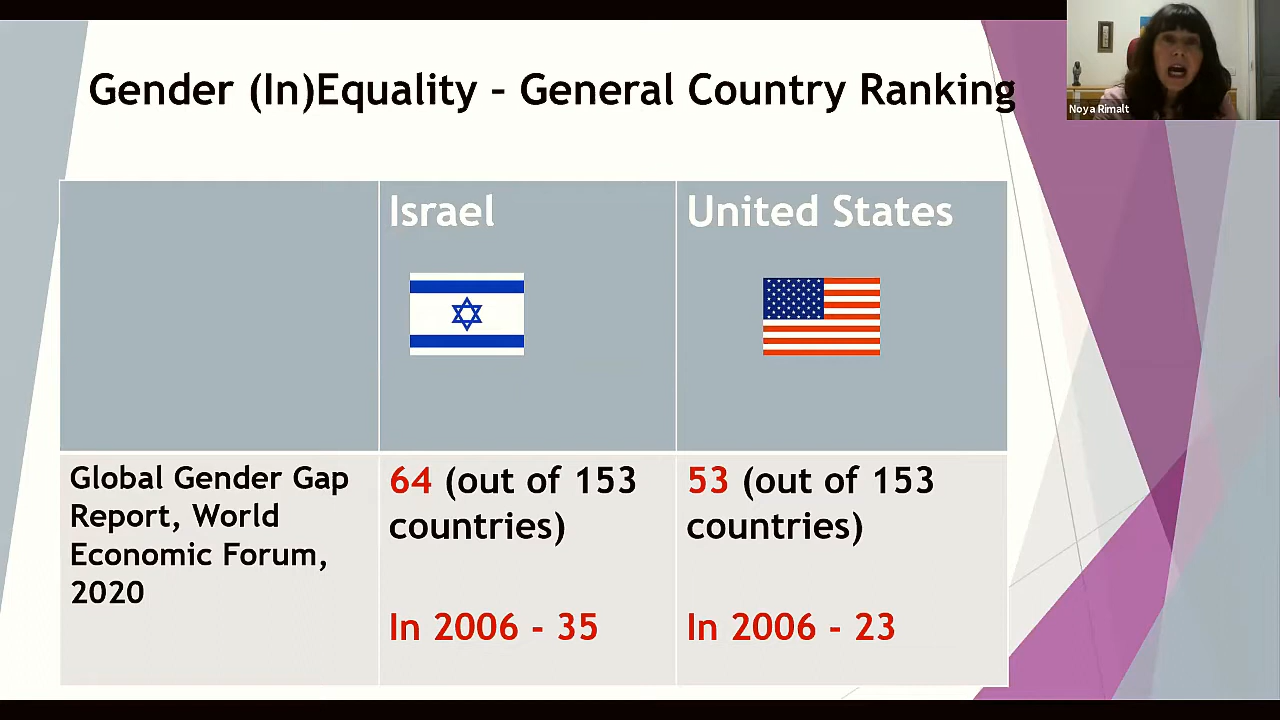 Gender (In)Equality – General Country Ranking
Noya Rimalt
Israel
United States
Global Gender Gap
Report, World
Economic Forum,
2020
64 (out of 153
countries)
In 2006 - 35
53 (out of 153
countries)
In 2006 - 23